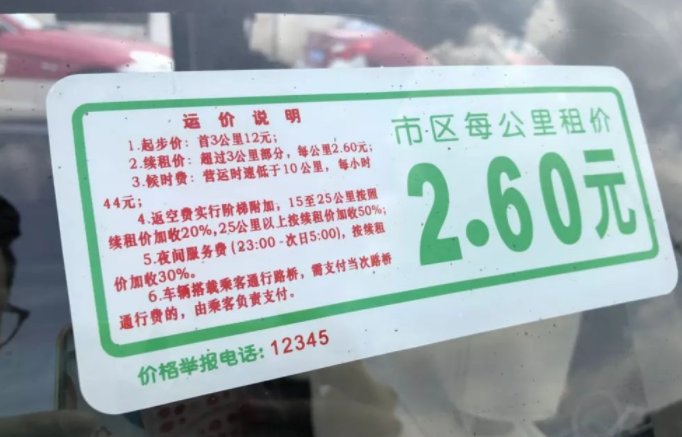 运价说明
1.起步价：首3公里12元；
2.续租价：超过3公里部分，每公里2.60元；
3.候时费：营运时速低于10公里，每小时
44元；
4.返空费实行阶梯附加，15至25公里按照
续租价加收20%，25公里以上按续租价加收50%；
5.夜间服务费（23:00-次日5:00），按续租
价加收30%。
6.车辆搭载乘客通行路桥，需支付当次路桥
通行费的，由乘客负责支付。
市区每公里租价
2.60元
价格举报电话：12345